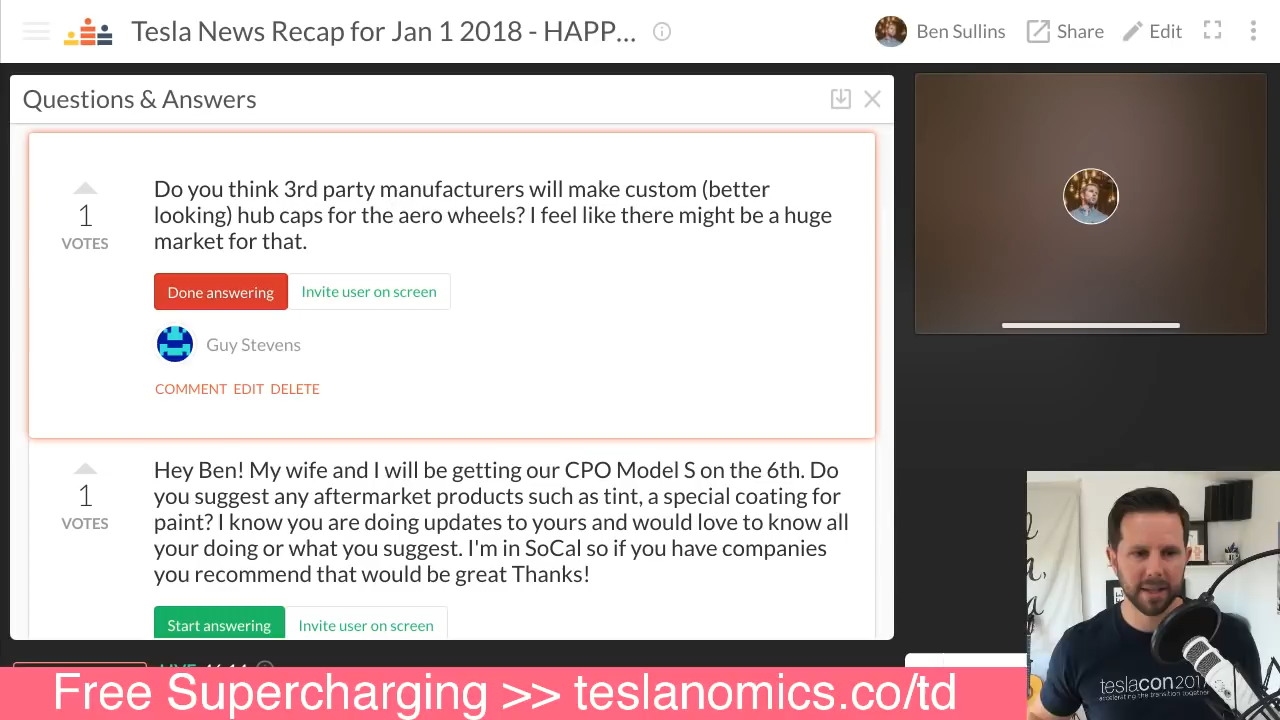 Tesla News Recap for Jan 1 2018 - HAPP...
Ben Sullins
Share
Edit
Questions & Answers
1
VOTES
Do you think 3rd party manufacturers will make custom (better
looking) hub caps for the aero wheels? I feel like there might be a huge
market for that.
Done answering
Invite user on screen
Guy Stevens
COMMENT EDIT DELETE
1
VOTES
Hey Ben! My wife and I will be getting our CPO Model S on the 6th. Do
you suggest any aftermarket products such as tint, a special coating for
paint? I know you are doing updates to yours and would love to know all
your doing or what you suggest. I'm in SoCal so if you have companies
you recommend that would be great Thanks!
Start answering
Invite user on screen
Free Supercharging >> teslanomics.co/td
teslacon2017
accelerating the transition together